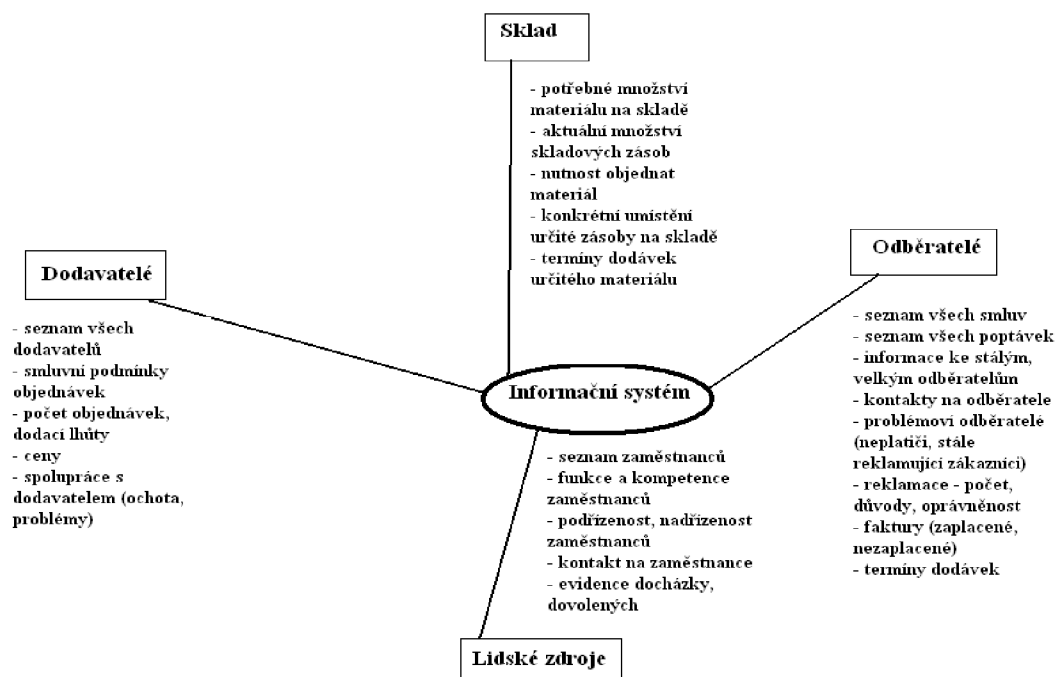 Sklad
- potřebné množství
materiálu na skladě
- aktuální množství
skladových zásob
- nutnost objednat
materiál
- konkrétní umístění
určité zásoby na skladě
- termíny dodávek
určitého materiálu
Dodavatelé
- seznam všech
dodavatelů
- smluvní podmínky
objednávek
- počet objednávek,
dodací lhůty
- ceny
- spolupráce s
dodavatelem (ochota,
problémy)
Odběratelé
- seznam všech smluv
- seznam všech poptávek
- informace ke stálým,
velkým odběratelům
- kontakty na odběratele
- problémoví odběratelé
(neplatiči, stále
reklamující zákazníci)
- reklamace - počet,
důvody, oprávněnost
- faktury (zaplacené,
nezaplacené)
- termíny dodávek
Informační systém
- seznam zaměstnanců
- funkce a kompetence
zaměstnanců
- podřízenost, nadřízenost
zaměstnanců
- kontakt na zaměstnance
- evidence docházky,
dovolených
Lidské zdroje